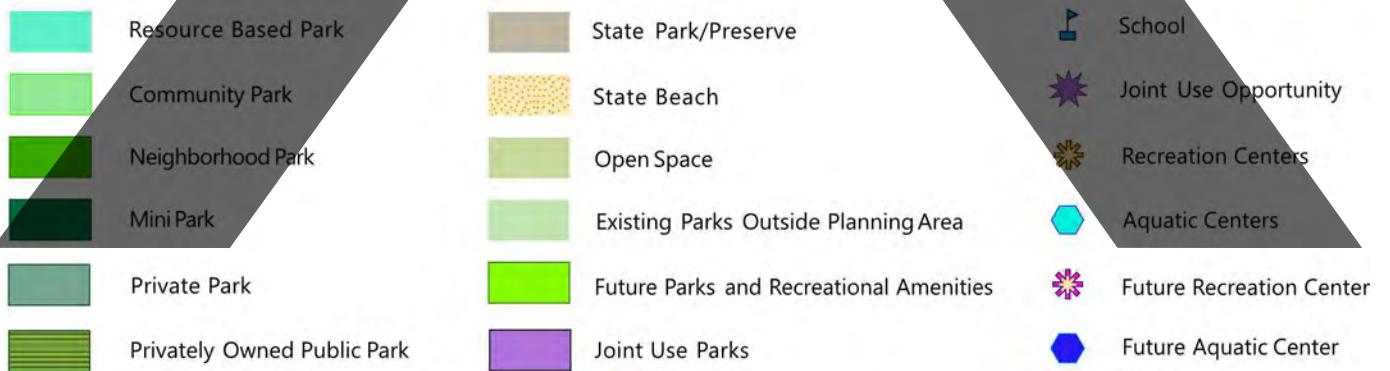 Resource Based Park
Community Park
Neighborhood Park
Mini Park
Private Park
Privately Owned Public Park
State Park/Preserve
State Beach
Open Space
Existing Parks Outside Planning Area
Future Parks and Recreational Amenities
Joint Use Parks
School
Joint Use Opportunity
Recreation Centers
Aquatic Centers
Future Recreation Center
Future Aquatic Center